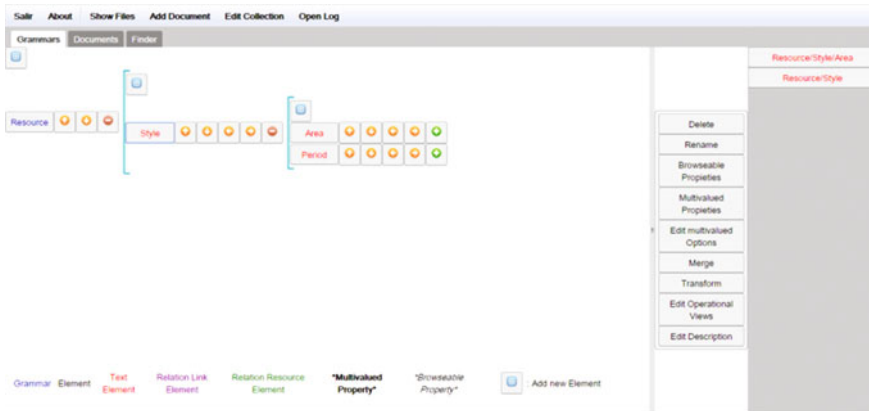 Salir About Show Files Add Document Edit Collection Open Log
Grammars Documents Finder
Resource/Style/Area
Resource/Style
Resource
Style
Area
Period
Delete
Rename
Browseable
Propieties
Multivalued
Propieties
Edit multivalued
Options
Merge
Transform
Edit Operational
Views
Edit Description
Grammar Element Text
Element Relation Link
Element Relation Resource
Element *Multivalued
Property* *Browseable
Property* : Add new Element